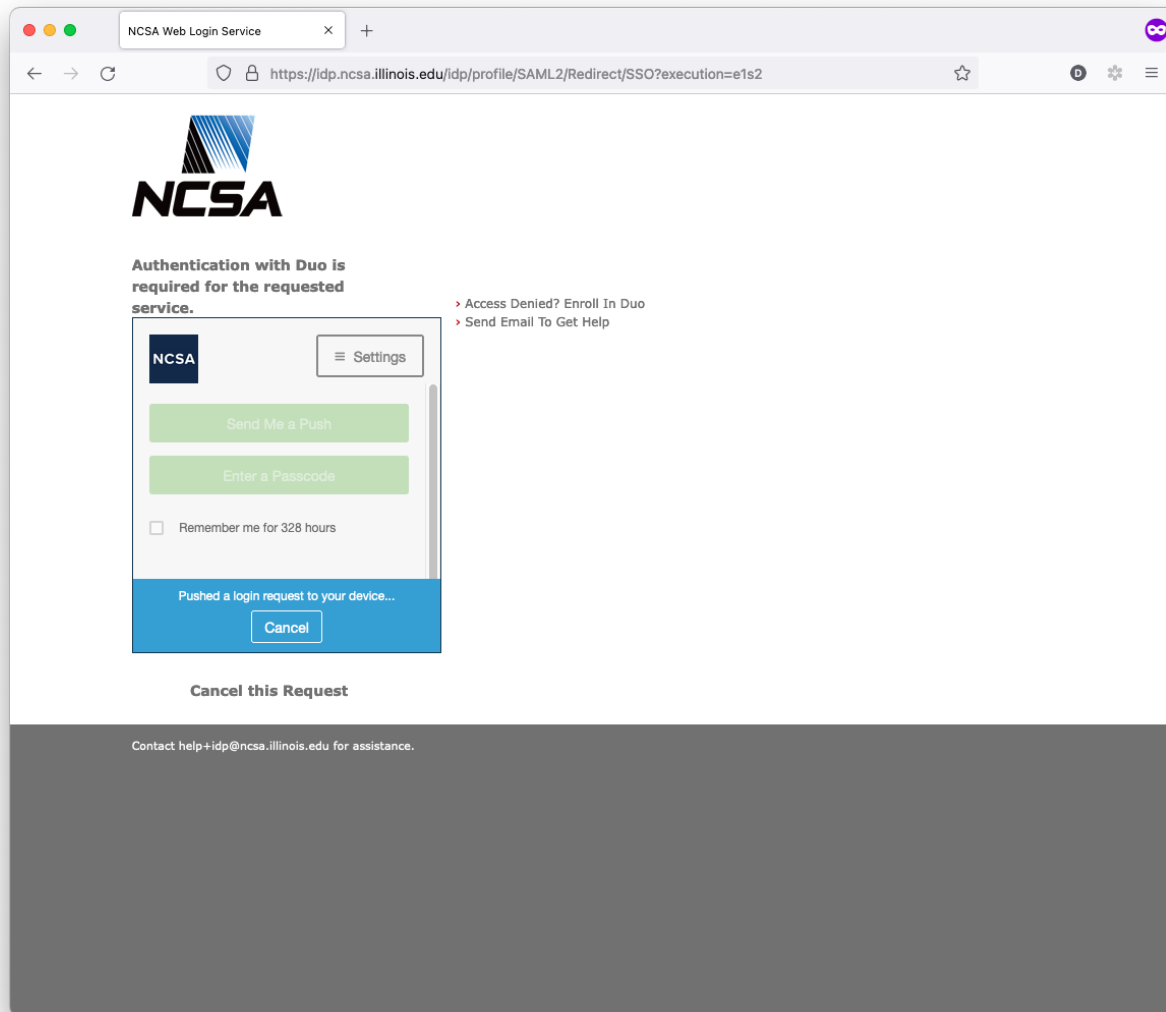 NCSA Web Login Service
https://idp.ncsa.illinois.edu/idp/profile/SAML2/Redirect/SSO?execution=e1s2
D
NCSA
Authentication with Duo is
required for the requested
service.
› Access Denied? Enroll In Duo
› Send Email To Get Help
NCSA
Settings
Send Me a Push
Enter a Passcode
Remember me for 328 hours
Pushed a login request to your device...
Cancel
Cancel this Request
Contact help+idp@ncsa.illinois.edu for assistance.